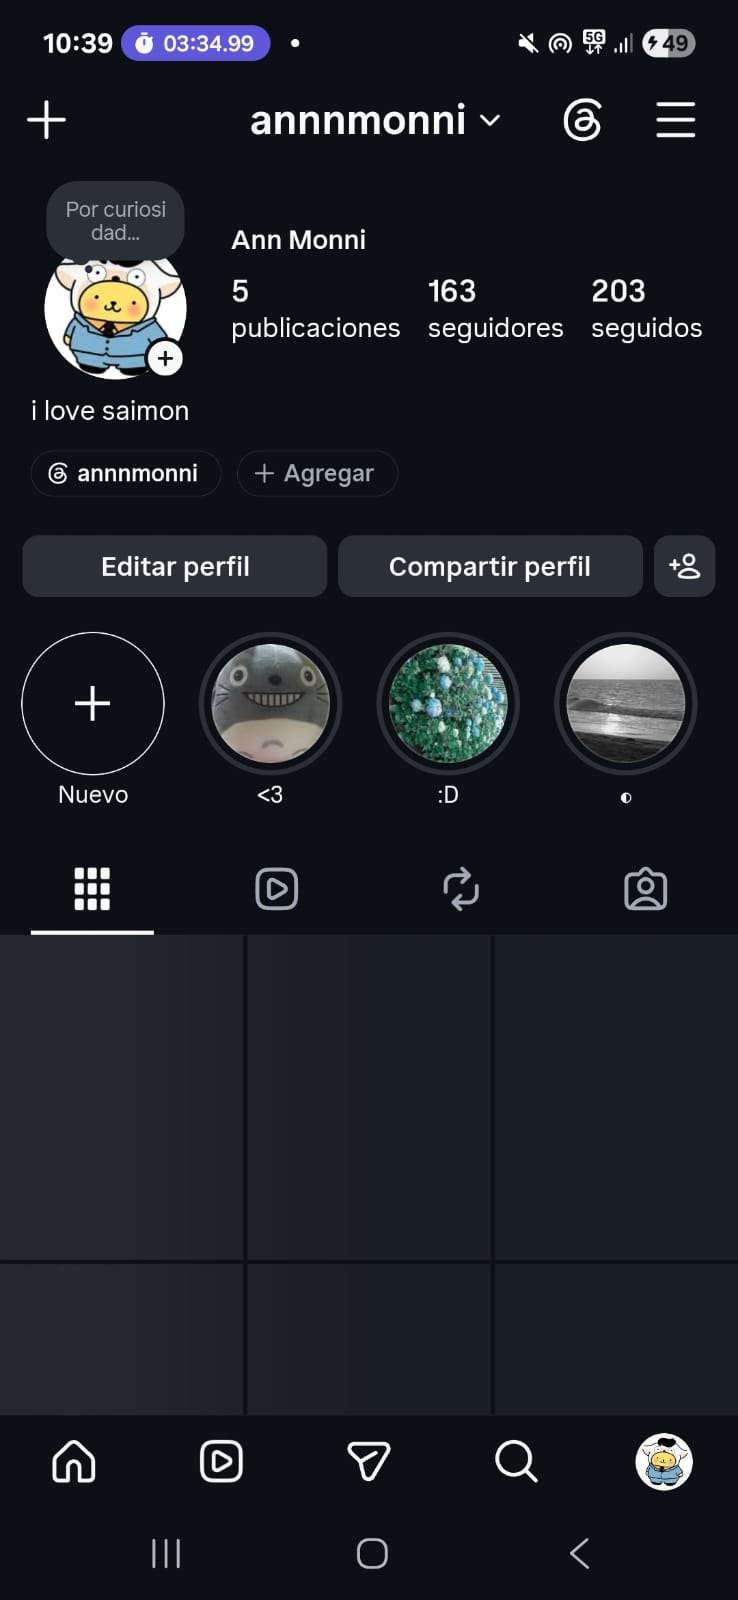 10:39 03:34.99 5G 49
annnmonni
Por curiosi
dad...
Ann Monni
5 163 203
publicaciones seguidores seguidos
i love saimon
annnmonni + Agregar
Editar perfil Compartir perfil
Nuevo <3 :D ◐